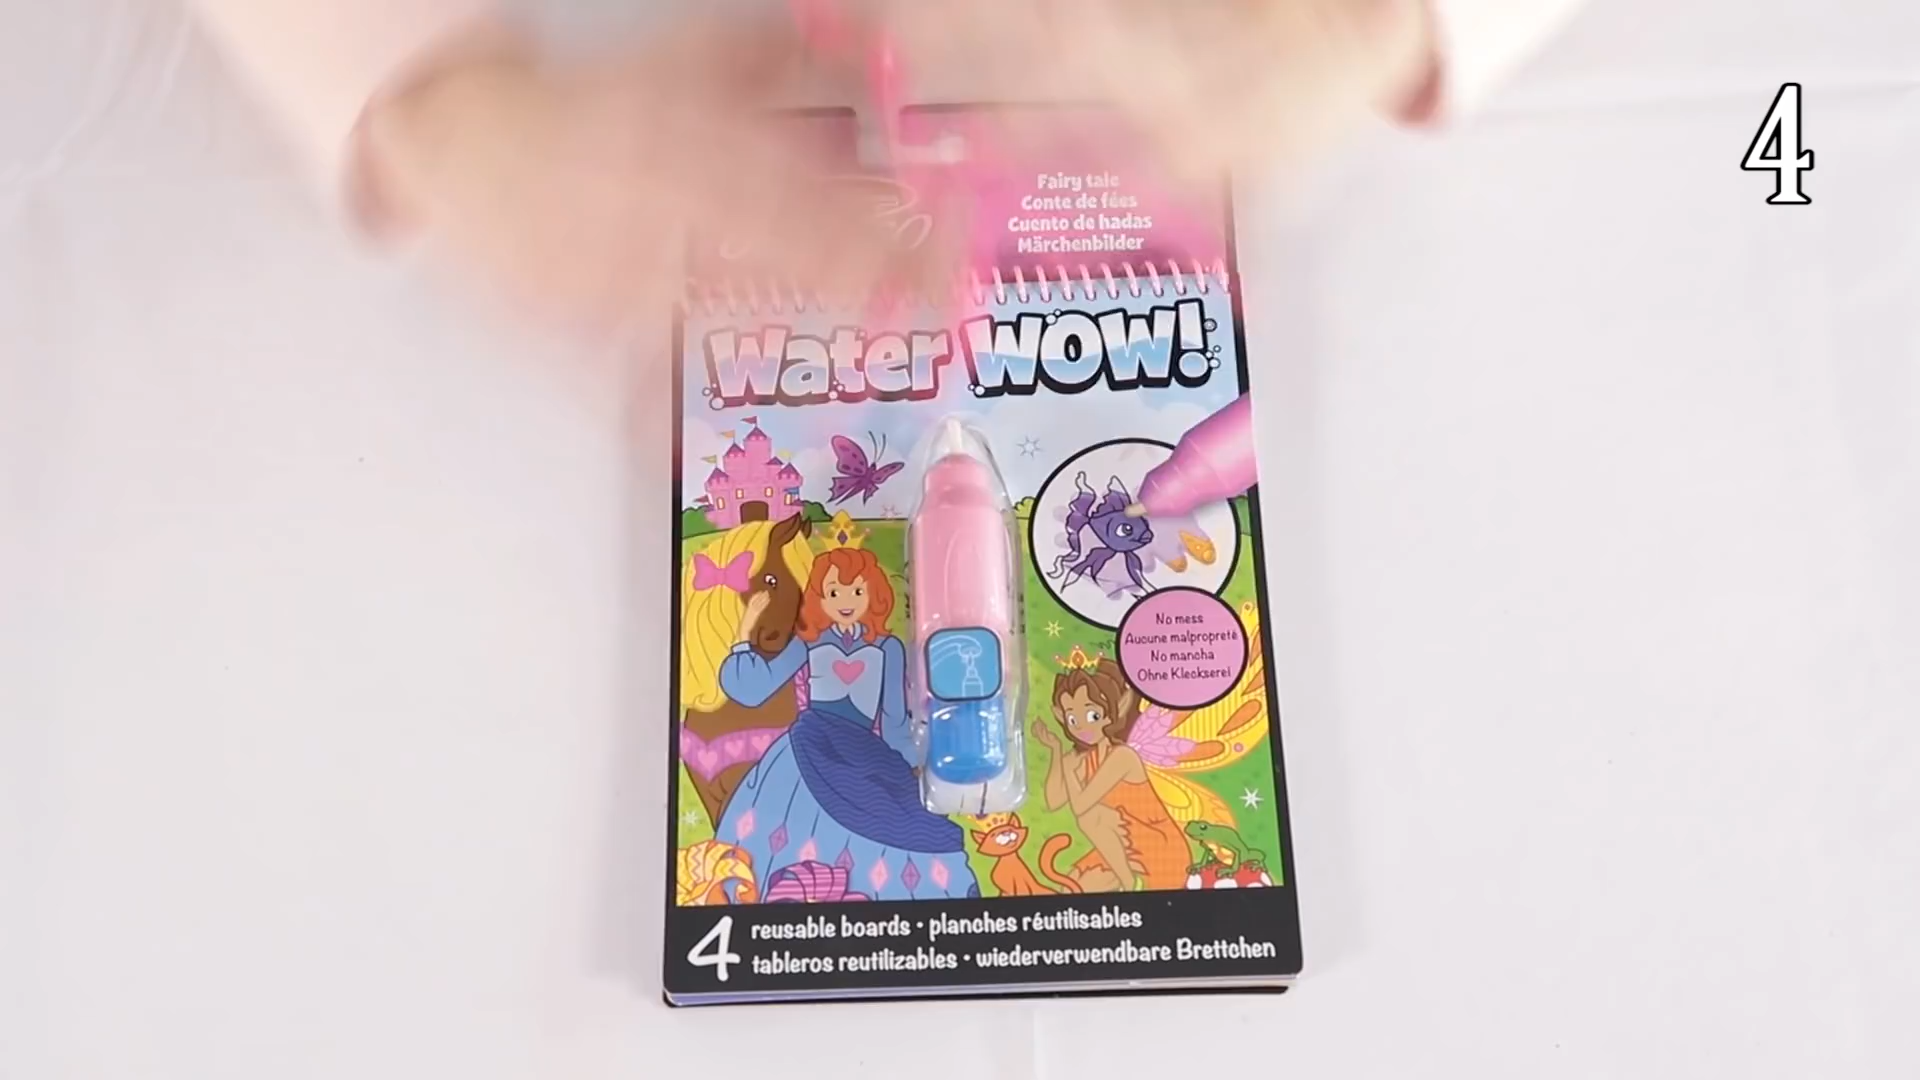 4
Fairy tale
Conte de fées
Cuento de hadas
Märchenbilder
Water WOW!
No mess
Aucune malpropreté
No mancha
Ohne Kleckserei
4 reusable boards • planches réutilisables
tableros reutilizables • wiederverwendbare Brettchen